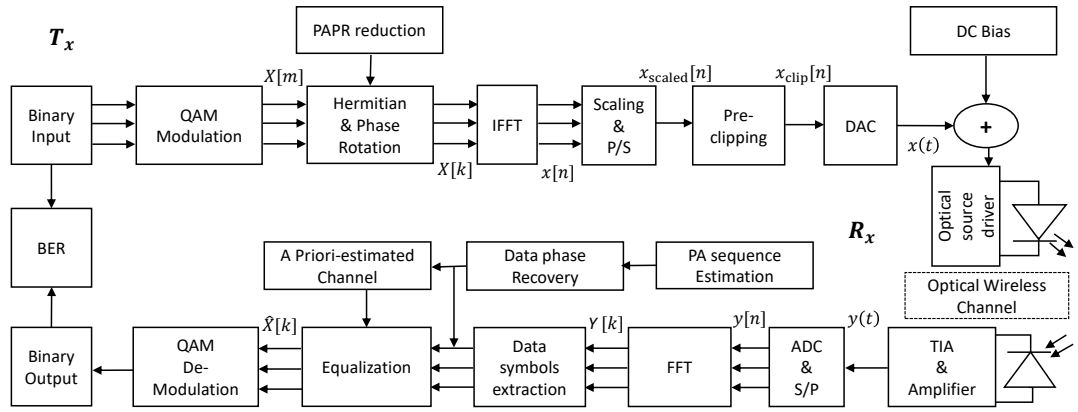 T_x
PAPR reduction
DC Bias
X[m]
x_scaled[n]
x_clip[n]
Binary
Input
QAM
Modulation
Hermitian
& Phase
Rotation
IFFT
Scaling
&
P/S
Pre-
clipping
DAC
+
X[k]
x[n]
x(t)
Optical
source
driver
BER
R_x
A Priori-estimated
Channel
Data phase
Recovery
PA sequence
Estimation
Optical Wireless
Channel
X̂[k]
Y[k]
y[n]
y(t)
Binary
Output
QAM
De-
Modulation
Equalization
Data
symbols
extraction
FFT
ADC
&
S/P
TIA
&
Amplifier